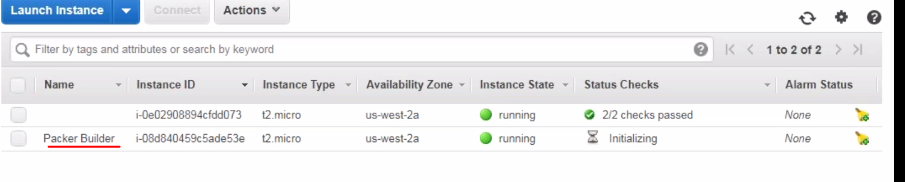 Launch Instance Connect Actions
Filter by tags and attributes or search by keyword 1 to 2 of 2
Name Instance ID Instance Type Availability Zone Instance State Status Checks Alarm Status
i-0e02908894cfdd073 t2.micro us-west-2a running 2/2 checks passed None
Packer Builder i-08d840459c5ade53e t2.micro us-west-2a running Initializing None